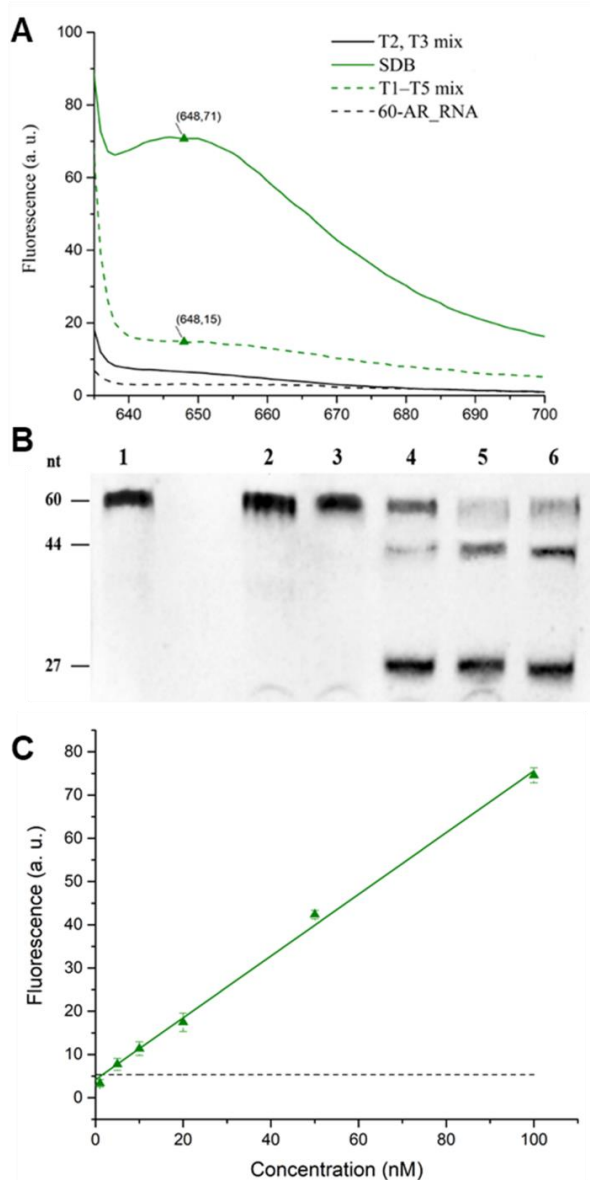 A
100
80
60
40
20
0
Fluorescence (a. u.)
T2, T3 mix
SDB
T1–T5 mix
60-AR_RNA
(648,71)
(648,15)
640 650 660 670 680 690 700
B
nt 1 2 3 4 5 6
60
44
27
C
80
70
60
50
40
30
20
10
0
Fluorescence (a. u.)
0 20 40 60 80 100
Concentration (nM)